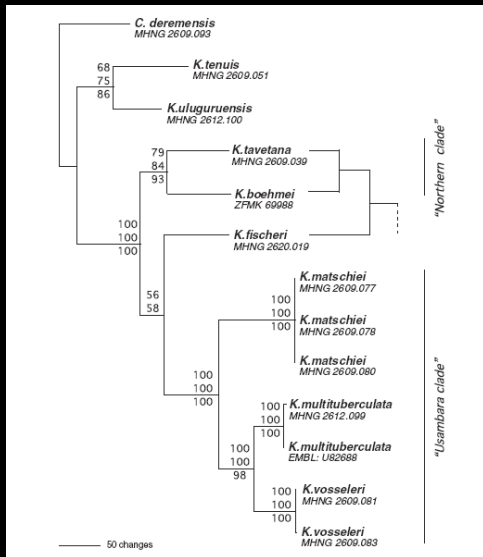 C. deremensis
MHNG 2609.093
68
75
86
K.tenuis
MHNG 2609.051
K.uluguruensis
MHNG 2612.100
79
84
93
K.tavetana
MHNG 2609.039
K.boehmei
ZFMK 69988
"Northern clade"
100
100
100
K.fischeri
MHNG 2620.019
56
58
K.matschiei
MHNG 2609.077
100
100
100
K.matschiei
MHNG 2609.078
K.matschiei
MHNG 2609.080
"Usambara clade"
100
100
100
K.multituberculata
MHNG 2612.099
100
100
100
K.multituberculata
EMBL: U82688
100
100
98
K.vosseleri
MHNG 2609.081
100
100
100
K.vosseleri
MHNG 2609.083
50 changes